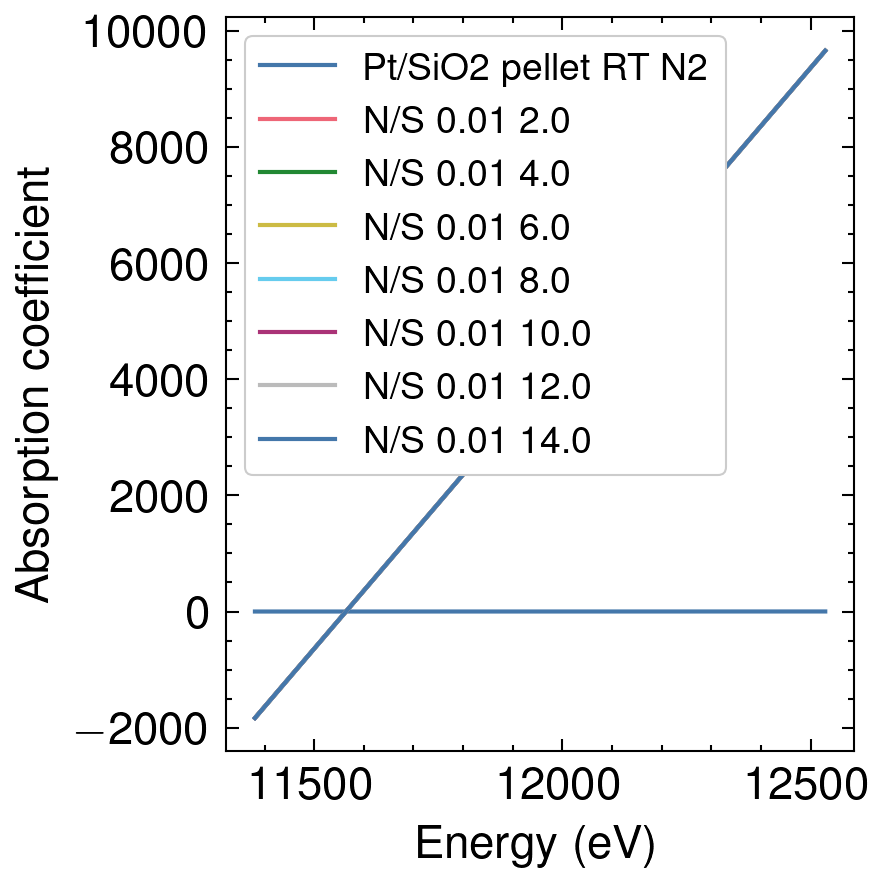 10000
8000
6000
4000
2000
0
−2000
Absorption coefficient
Pt/SiO2 pellet RT N2
N/S 0.01 2.0
N/S 0.01 4.0
N/S 0.01 6.0
N/S 0.01 8.0
N/S 0.01 10.0
N/S 0.01 12.0
N/S 0.01 14.0
11500 12000 12500
Energy (eV)